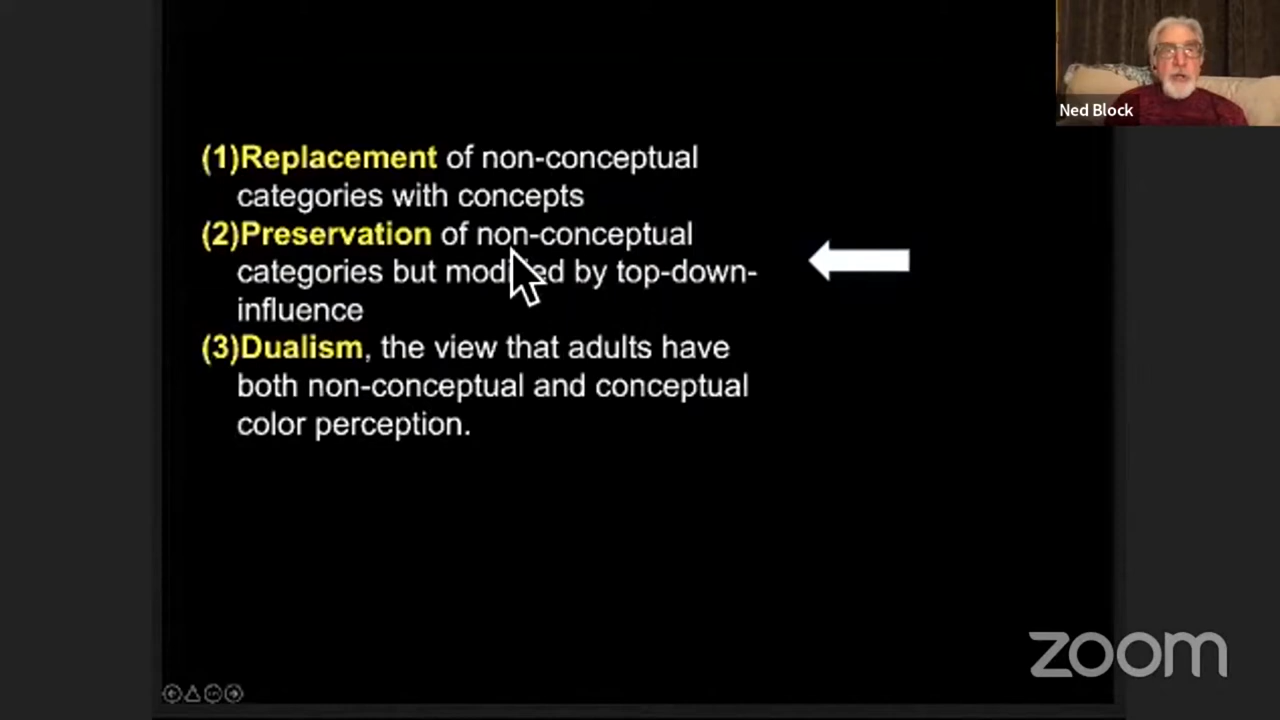 Ned Block
(1)Replacement of non-conceptual
categories with concepts
(2)Preservation of non-conceptual
categories but modified by top-down-
influence
(3)Dualism, the view that adults have
both non-conceptual and conceptual
color perception.
zoom